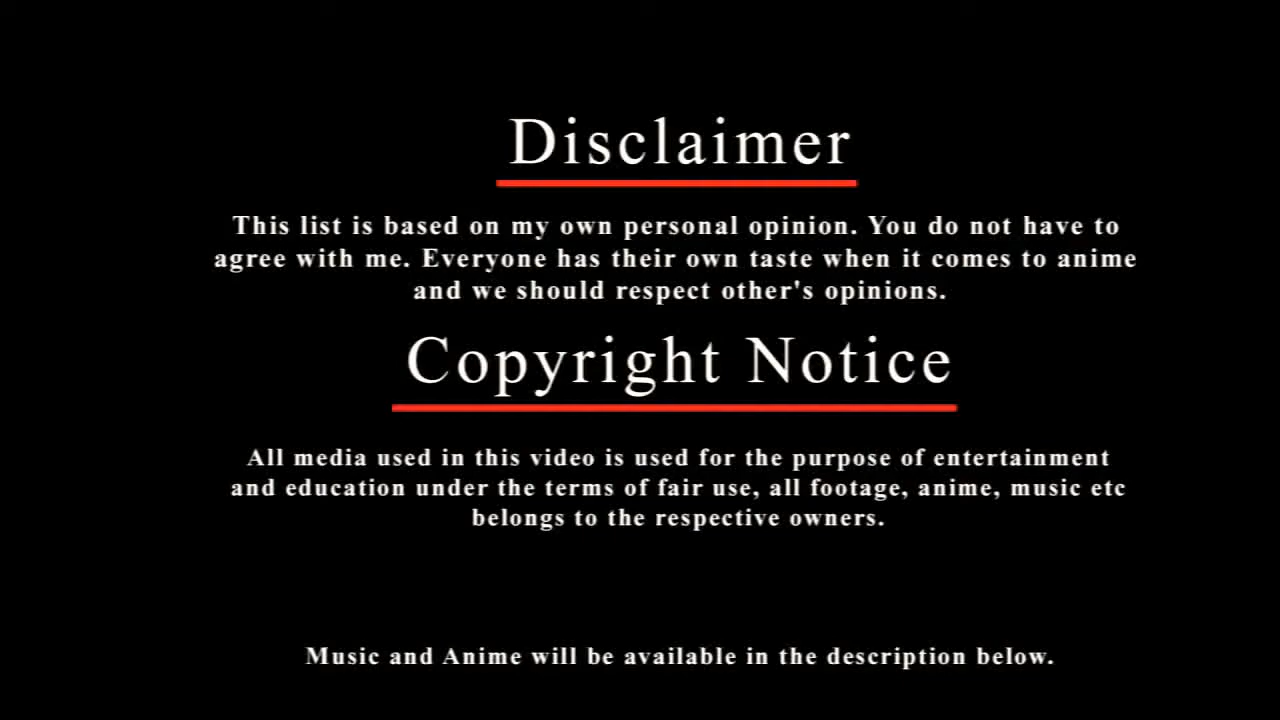 Disclaimer
This list is based on my own personal opinion. You do not have to
agree with me. Everyone has their own taste when it comes to anime
and we should respect other's opinions.
Copyright Notice
All media used in this video is used for the purpose of entertainment
and education under the terms of fair use, all footage, anime, music etc
belongs to the respective owners.
Music and Anime will be available in the description below.